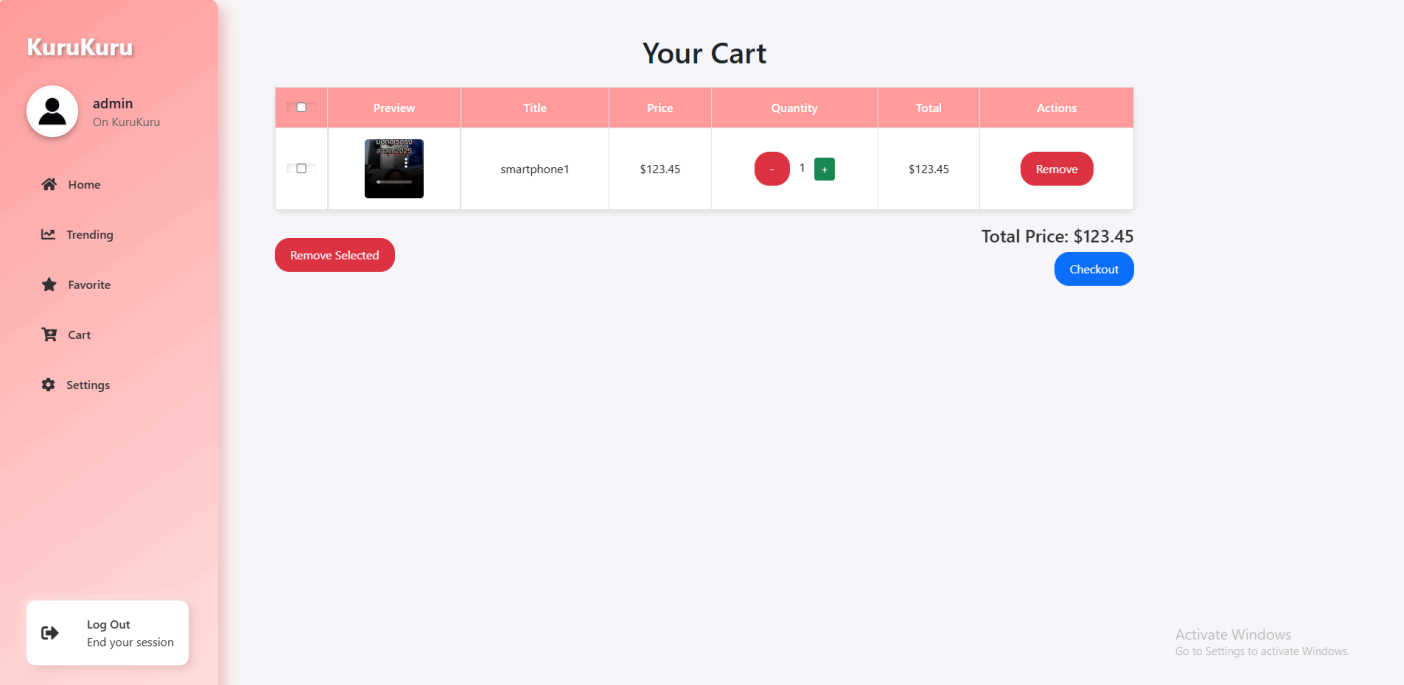 KuruKuru
admin
On KuruKuru
Home
Trending
Favorite
Cart
Settings
Log Out
End your session
Your Cart
Preview Title Price Quantity Total Actions
smartphone1 $123.45 - 1 + $123.45 Remove
Remove Selected
Total Price: $123.45
Checkout
Activate Windows
Go to Settings to activate Windows.